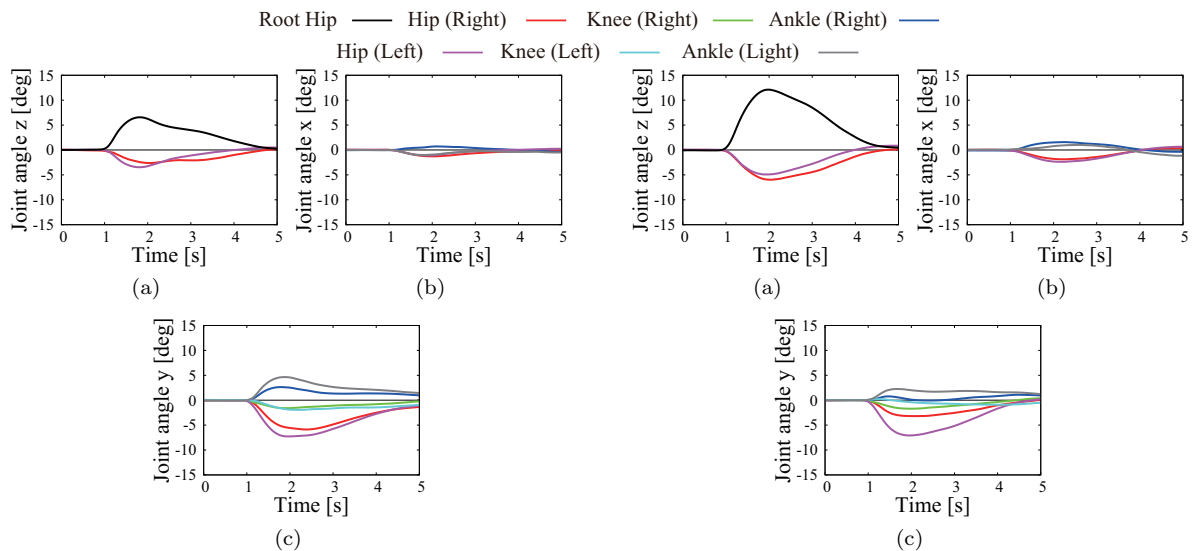 Root Hip Hip (Right) Knee (Right) Ankle (Right)
Hip (Left) Knee (Left) Ankle (Light)
Joint angle z [deg]
15
10
5
0
-5
-10
-15
0 1 2 3 4 5
Time [s]
(a)
Joint angle x [deg]
15
10
5
0
-5
-10
-15
0 1 2 3 4 5
Time [s]
(b)
Joint angle z [deg]
15
10
5
0
-5
-10
-15
0 1 2 3 4 5
Time [s]
(a)
Joint angle x [deg]
15
10
5
0
-5
-10
-15
0 1 2 3 4 5
Time [s]
(b)
Joint angle y [deg]
15
10
5
0
-5
-10
-15
0 1 2 3 4 5
Time [s]
(c)
Joint angle y [deg]
15
10
5
0
-5
-10
-15
0 1 2 3 4 5
Time [s]
(c)